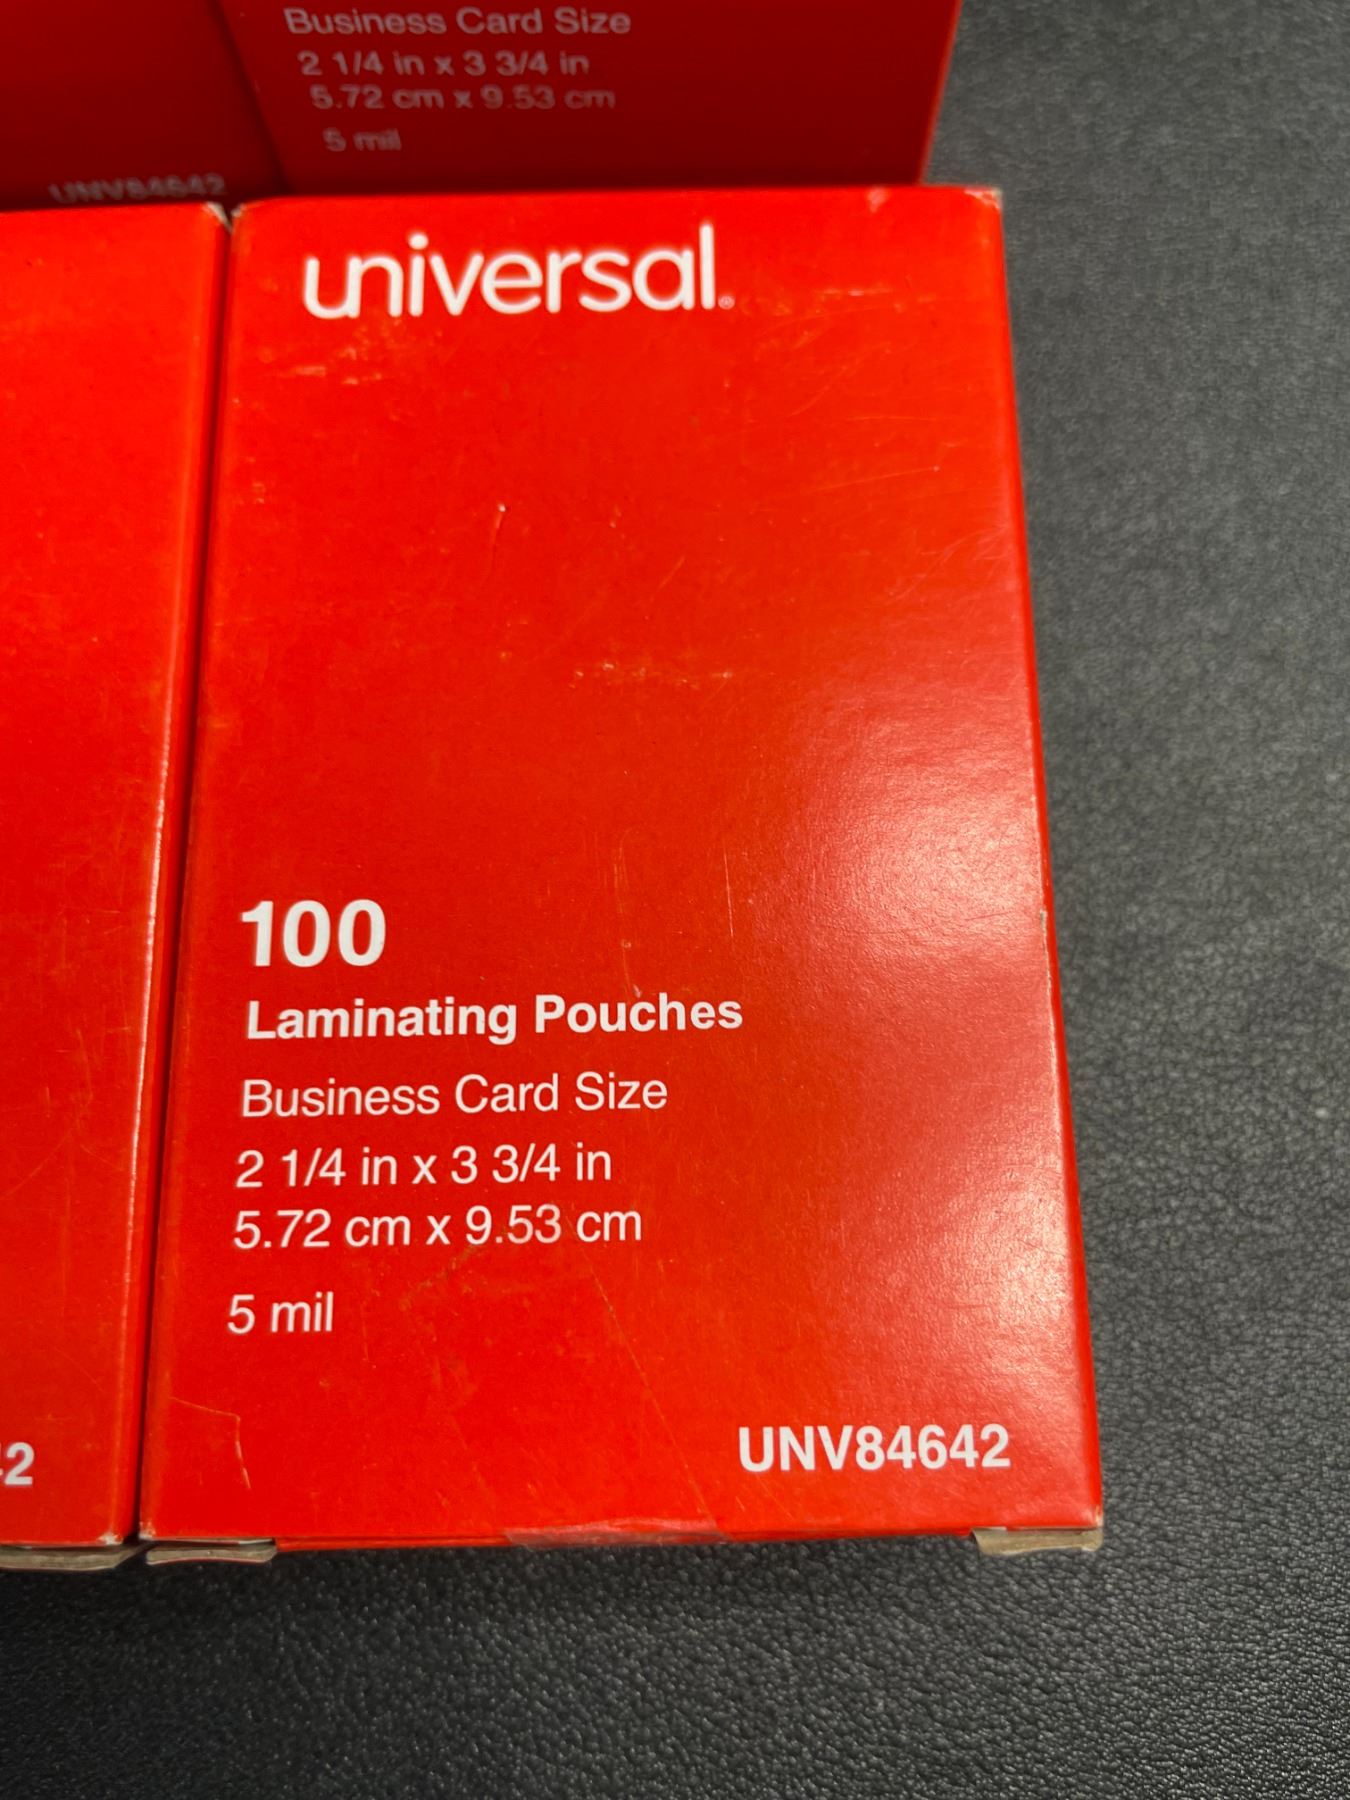 Business Card Size
2 1/4 in x 3 3/4 in
5.72 cm x 9.53 cm
5 mil
UNV84642
universal®
100
Laminating Pouches
Business Card Size
2 1/4 in x 3 3/4 in
5.72 cm x 9.53 cm
5 mil
UNV84642
42